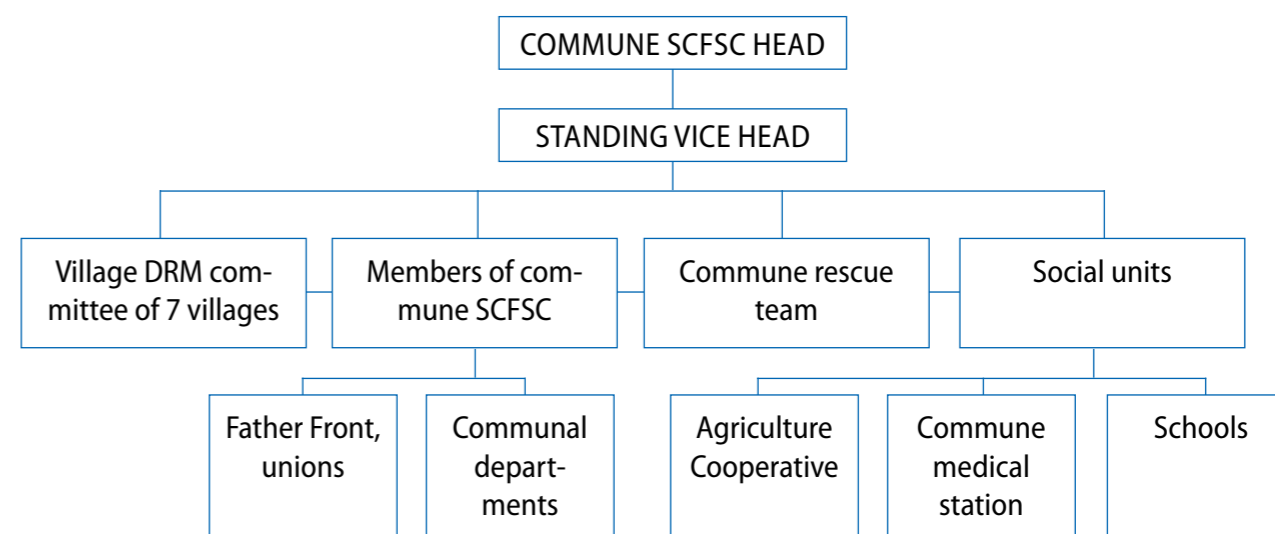 COMMUNE SCFSC HEAD
STANDING VICE HEAD
Village DRM com-
mittee of 7 villages
Members of com-
mune SCFSC
Commune rescue
team
Social units
Father Front,
unions
Communal
depart-
ments
Agriculture
Cooperative
Commune
medical
station
Schools